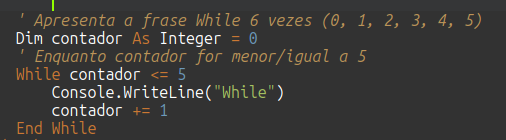 ' Apresenta a frase While 6 vezes (0, 1, 2, 3, 4, 5)
Dim contador As Integer = 0
' Enquanto contador for menor/igual a 5
While contador <= 5
    Console.WriteLine("While")
    contador += 1
End While